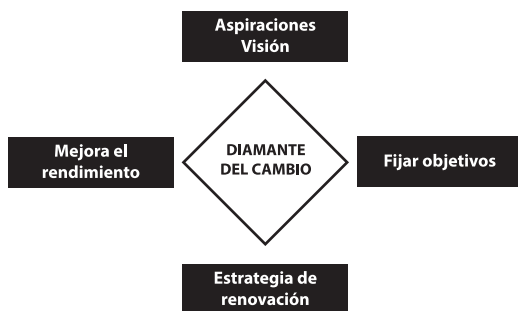 Aspiraciones
Visión
Mejora el
rendimiento
DIAMANTE
DEL CAMBIO
Fijar objetivos
Estrategia de
renovación